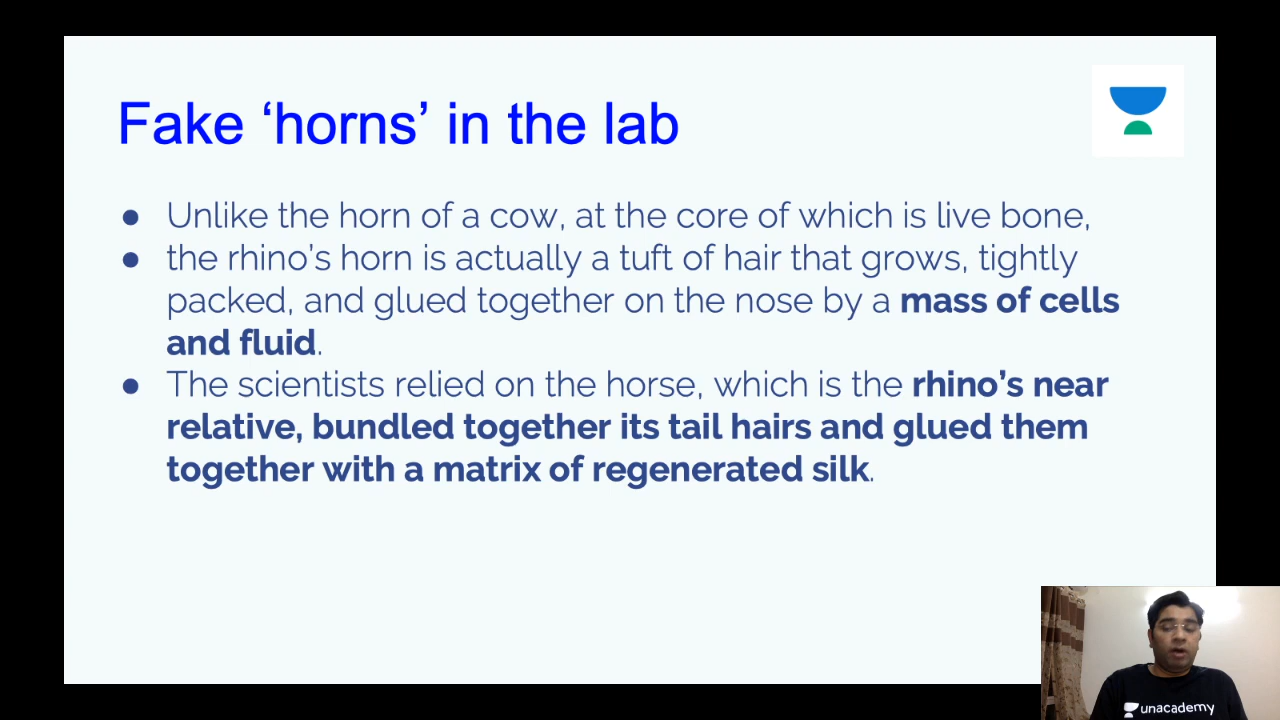 Fake ‘horns’ in the lab
● Unlike the horn of a cow, at the core of which is live bone,
● the rhino’s horn is actually a tuft of hair that grows, tightly
packed, and glued together on the nose by a mass of cells
and fluid.
● The scientists relied on the horse, which is the rhino’s near
relative, bundled together its tail hairs and glued them
together with a matrix of regenerated silk.
unacademy